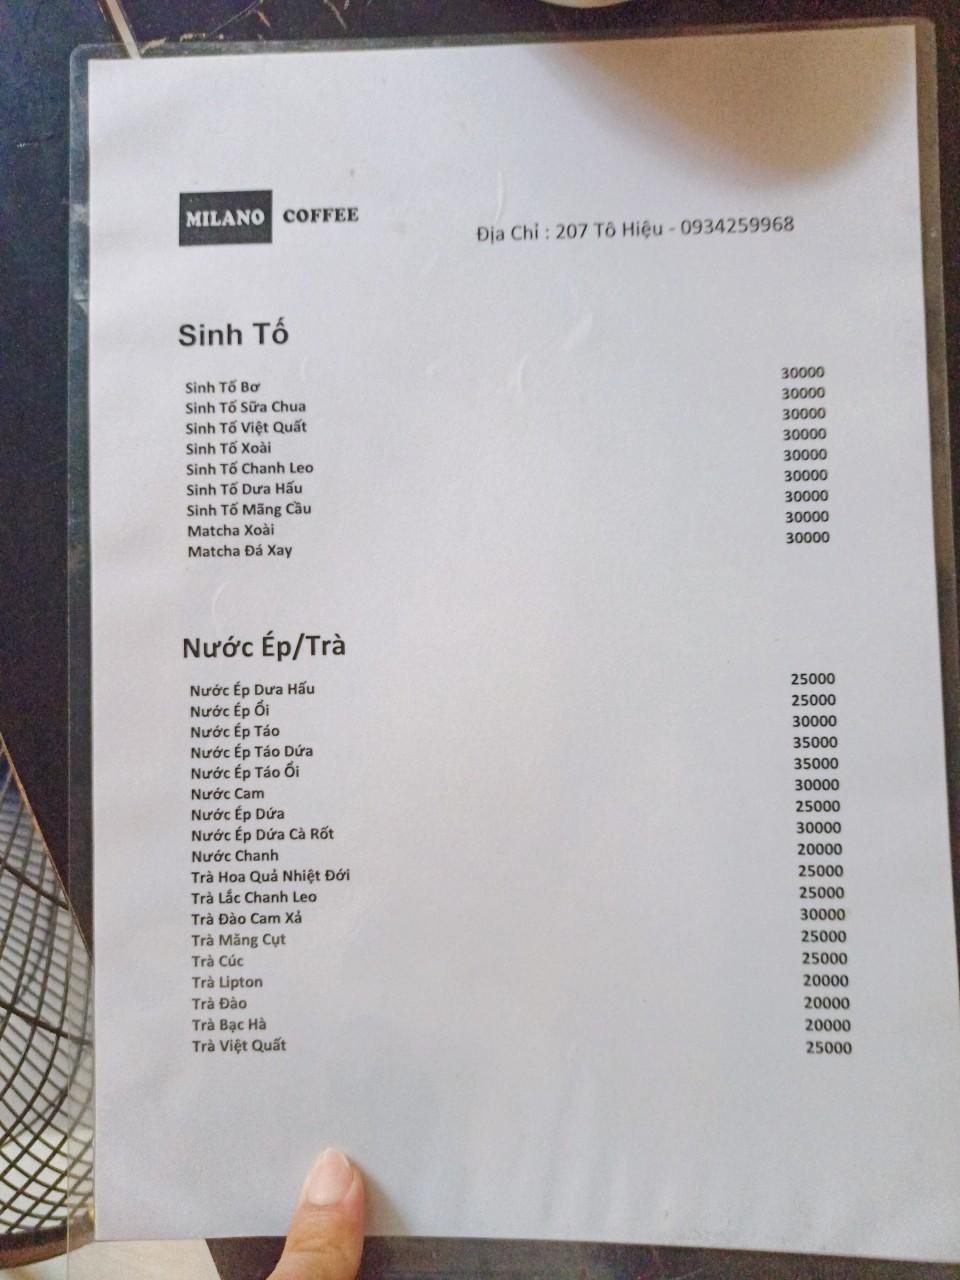 MILANO COFFEE
Địa Chỉ : 207 Tô Hiệu - 0934259968
Sinh Tố
Sinh Tố Bơ 30000
Sinh Tố Sữa Chua 30000
Sinh Tố Việt Quất 30000
Sinh Tố Xoài 30000
Sinh Tố Chanh Leo 30000
Sinh Tố Dưa Hấu 30000
Sinh Tố Mãng Cầu 30000
Matcha Xoài 30000
Matcha Đá Xay 30000
Nước Ép/Trà
Nước Ép Dưa Hấu 25000
Nước Ép Ổi 25000
Nước Ép Táo 30000
Nước Ép Táo Dứa 35000
Nước Ép Táo Ổi 35000
Nước Cam 30000
Nước Ép Dứa 25000
Nước Ép Dứa Cà Rốt 30000
Nước Chanh 20000
Trà Hoa Quả Nhiệt Đới 25000
Trà Lắc Chanh Leo 25000
Trà Đào Cam Xả 30000
Trà Măng Cụt 25000
Trà Cúc 25000
Trà Lipton 20000
Trà Đào 20000
Trà Bạc Hà 20000
Trà Việt Quất 25000